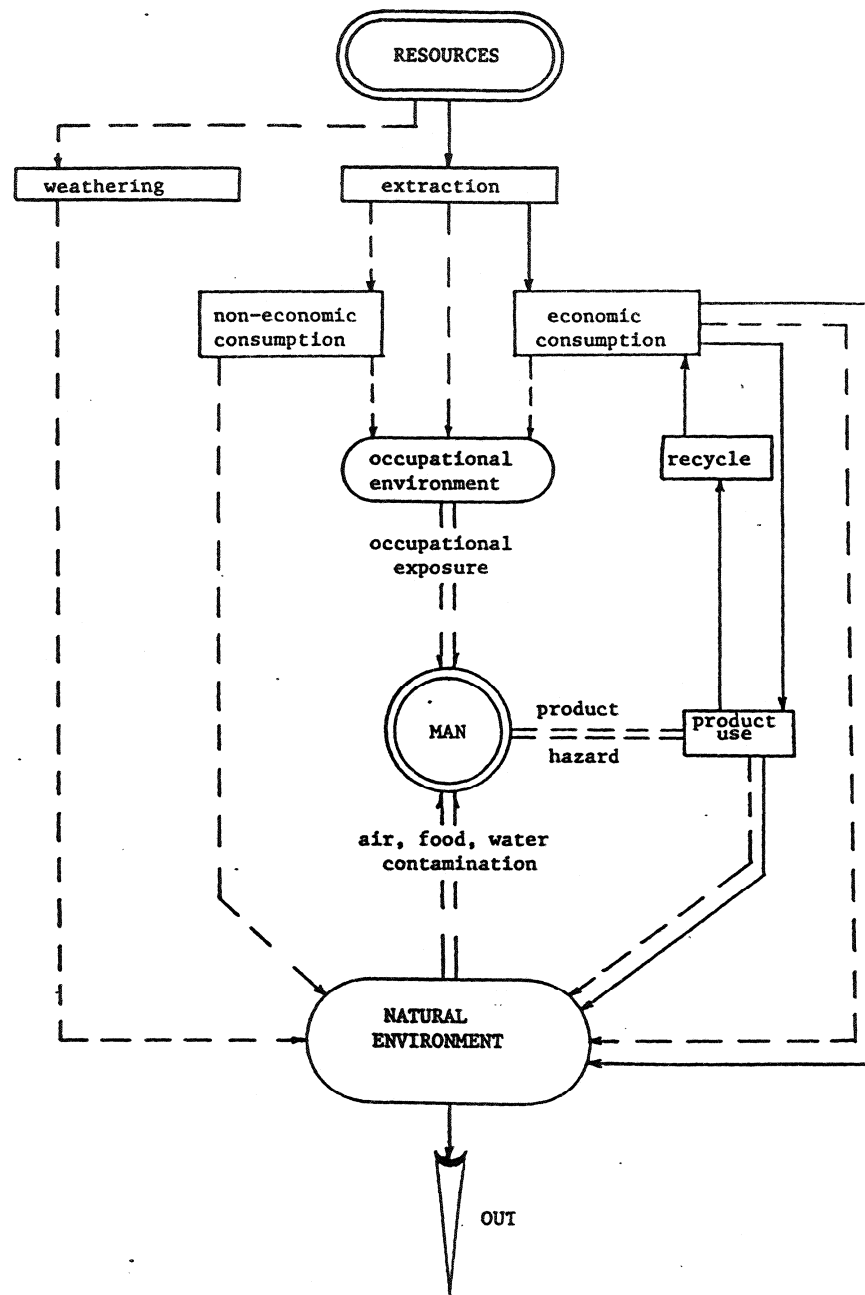 RESOURCES
weathering
extraction
non-economic
consumption
economic
consumption
occupational
environment
recycle
occupational
exposure
product
hazard
MAN
product
use
air, food, water
contamination
NATURAL
ENVIRONMENT
OUT